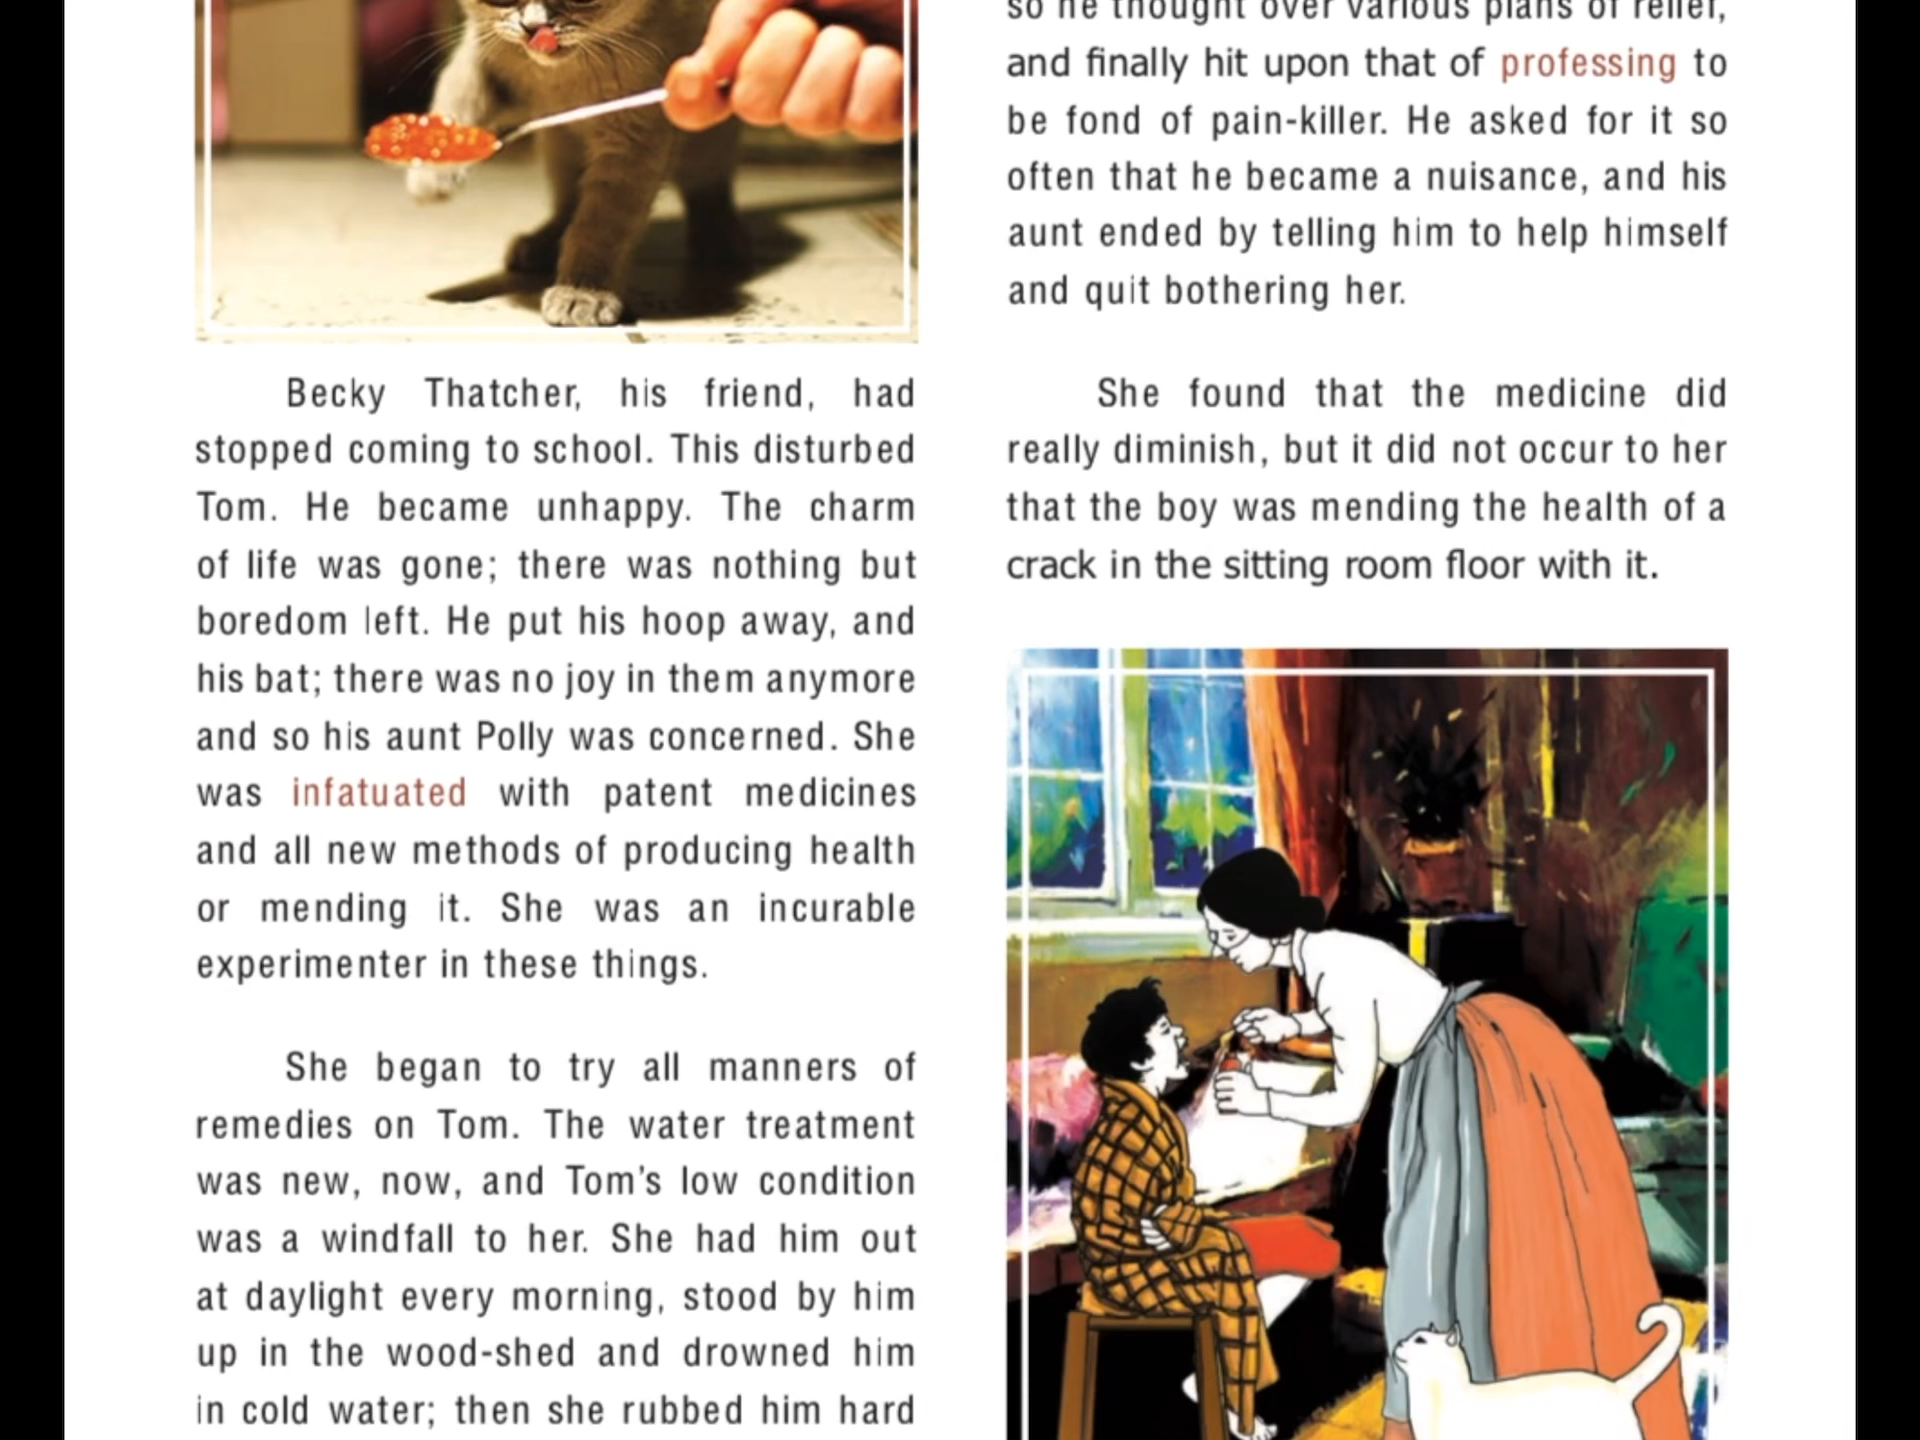 Becky Thatcher, his friend, had
stopped coming to school. This disturbed
Tom. He became unhappy. The charm
of life was gone; there was nothing but
boredom left. He put his hoop away, and
his bat; there was no joy in them anymore
and so his aunt Polly was concerned. She
was infatuated with patent medicines
and all new methods of producing health
or mending it. She was an incurable
experimenter in these things.
She began to try all manners of
remedies on Tom. The water treatment
was new, now, and Tom's low condition
was a windfall to her. She had him out
at daylight every morning, stood by him
up in the wood-shed and drowned him
in cold water; then she rubbed him hard
so he thought over various plans of relief,
and finally hit upon that of professing to
be fond of pain-killer. He asked for it so
often that he became a nuisance, and his
aunt ended by telling him to help himself
and quit bothering her.
She found that the medicine did
really diminish, but it did not occur to her
that the boy was mending the health of a
crack in the sitting room floor with it.